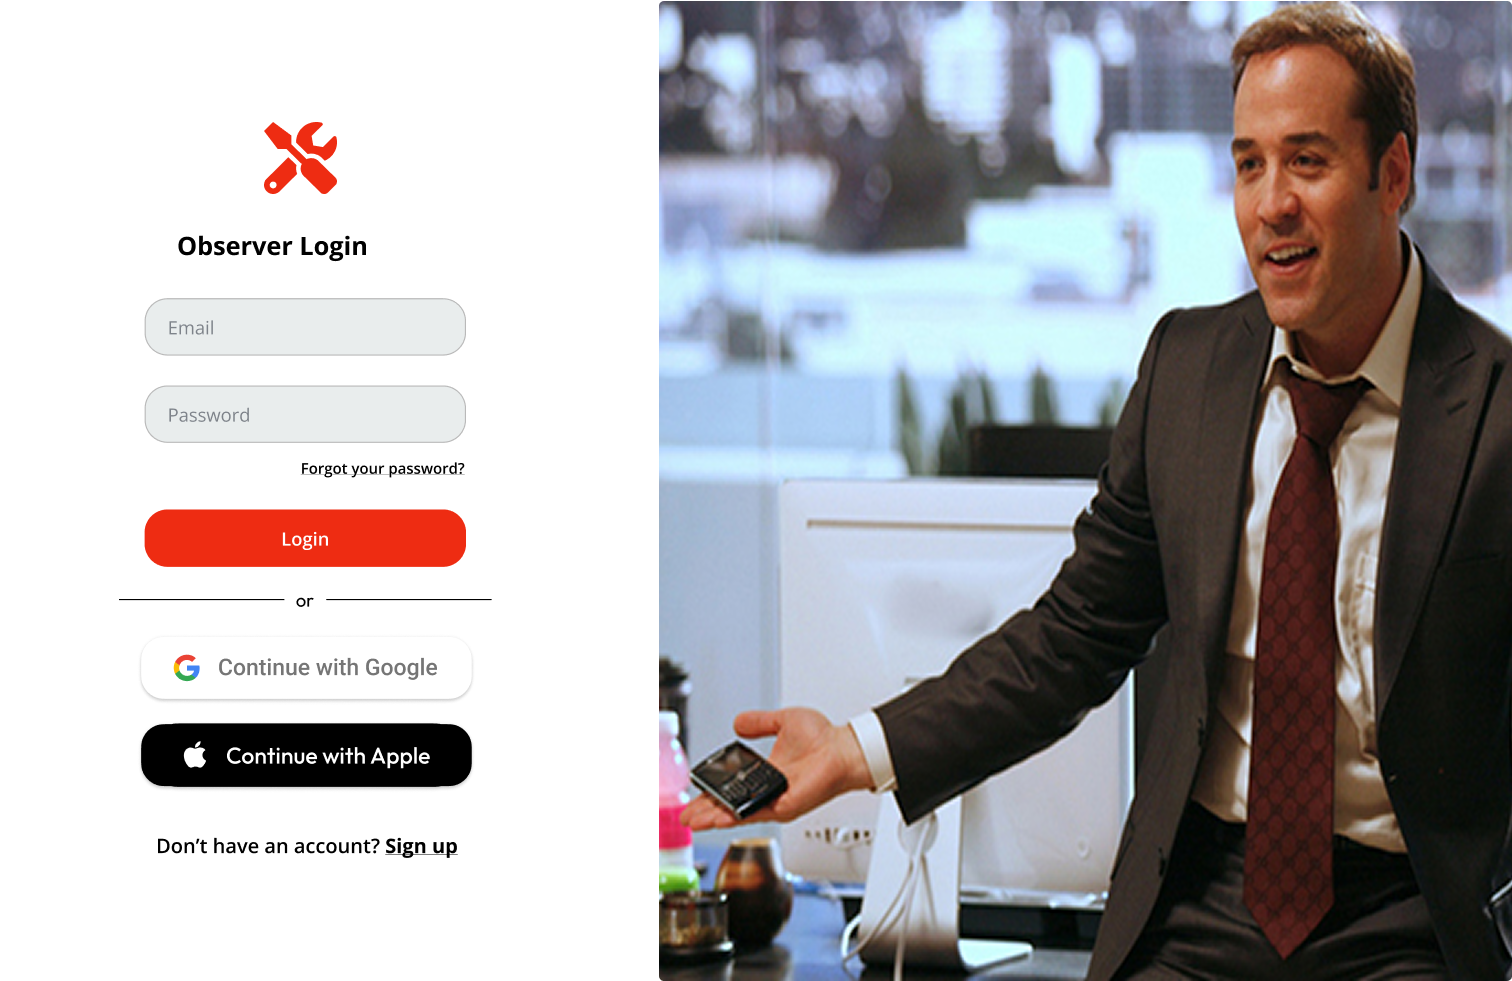 Observer Login
Email
Password
Forgot your password?
Login
or
Continue with Google
Continue with Apple
Don’t have an account? Sign up